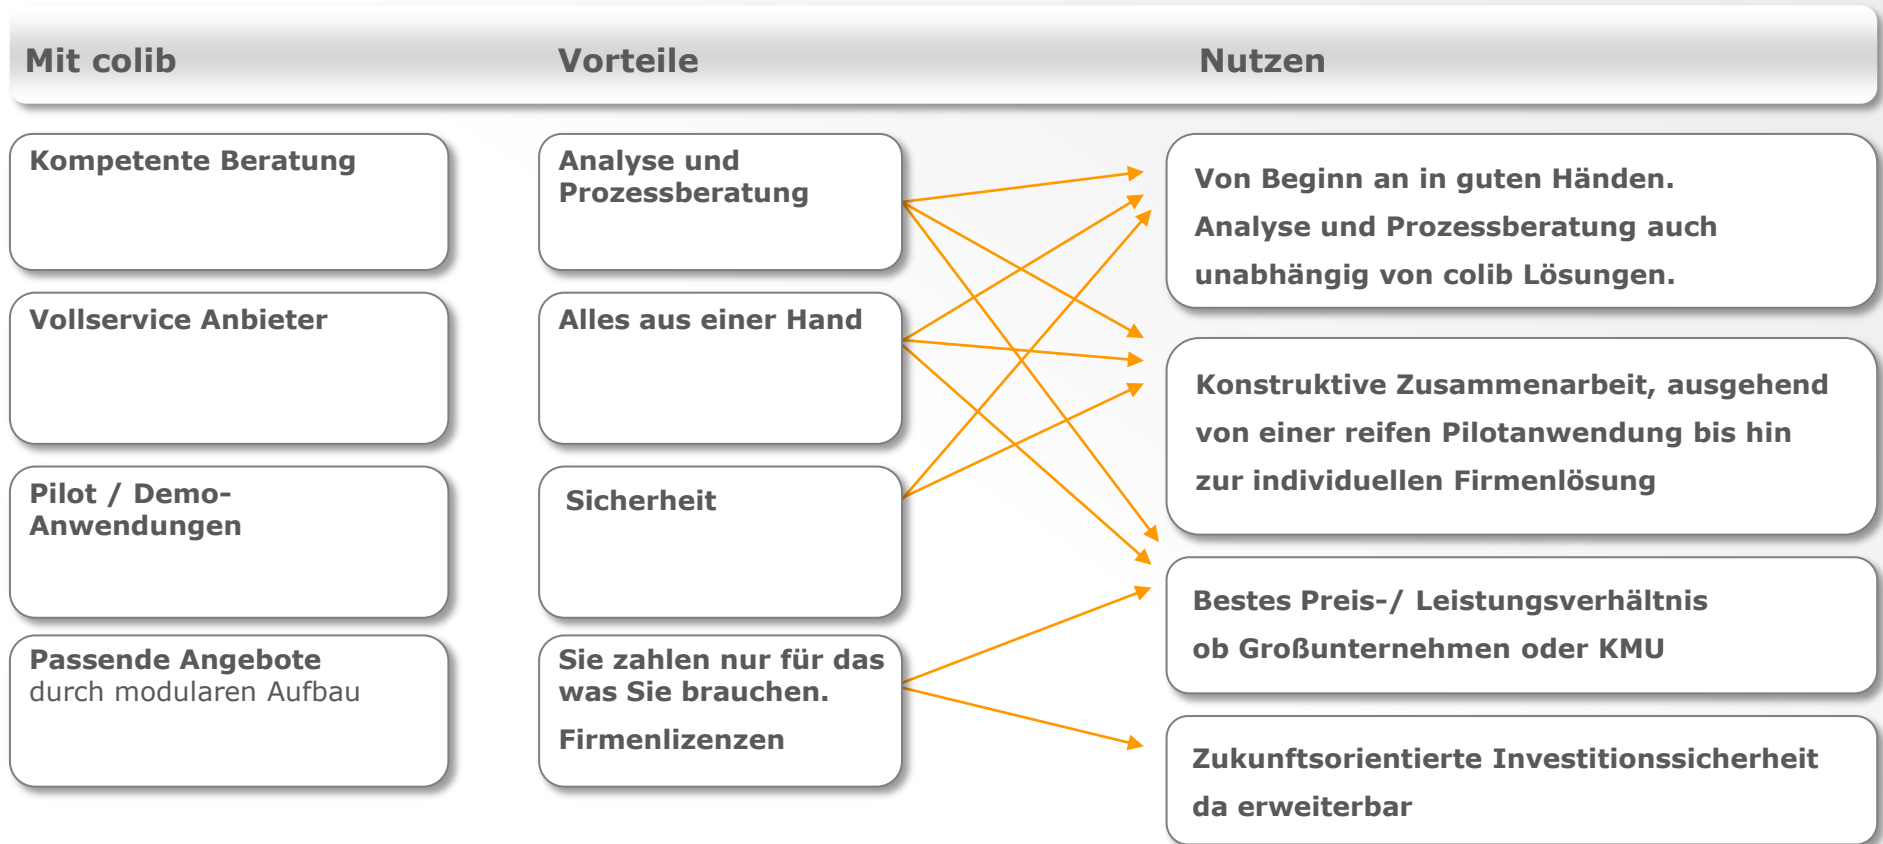 Mit colib
Vorteile
Nutzen
Kompetente Beratung
Analyse und
Prozessberatung
Von Beginn an in guten Händen.
Analyse und Prozessberatung auch
unabhängig von colib Lösungen.
Vollservice Anbieter
Alles aus einer Hand
Konstruktive Zusammenarbeit, ausgehend
von einer reifen Pilotanwendung bis hin
zur individuellen Firmenlösung
Pilot / Demo-
Anwendungen
Sicherheit
Bestes Preis-/ Leistungsverhältnis
ob Großunternehmen oder KMU
Passende Angebote
durch modularen Aufbau
Sie zahlen nur für das
was Sie brauchen.
Firmenlizenzen
Zukunftsorientierte Investitionssicherheit
da erweiterbar